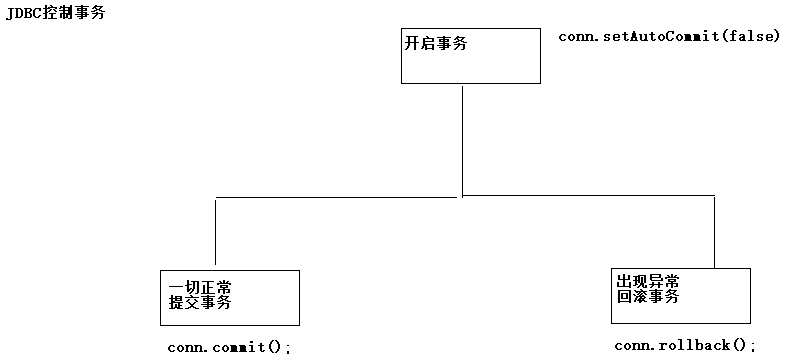 JDBC控制事务
开启事务
conn.setAutoCommit(false)
一切正常
提交事务
conn.commit();
出现异常
回滚事务
conn.rollback();